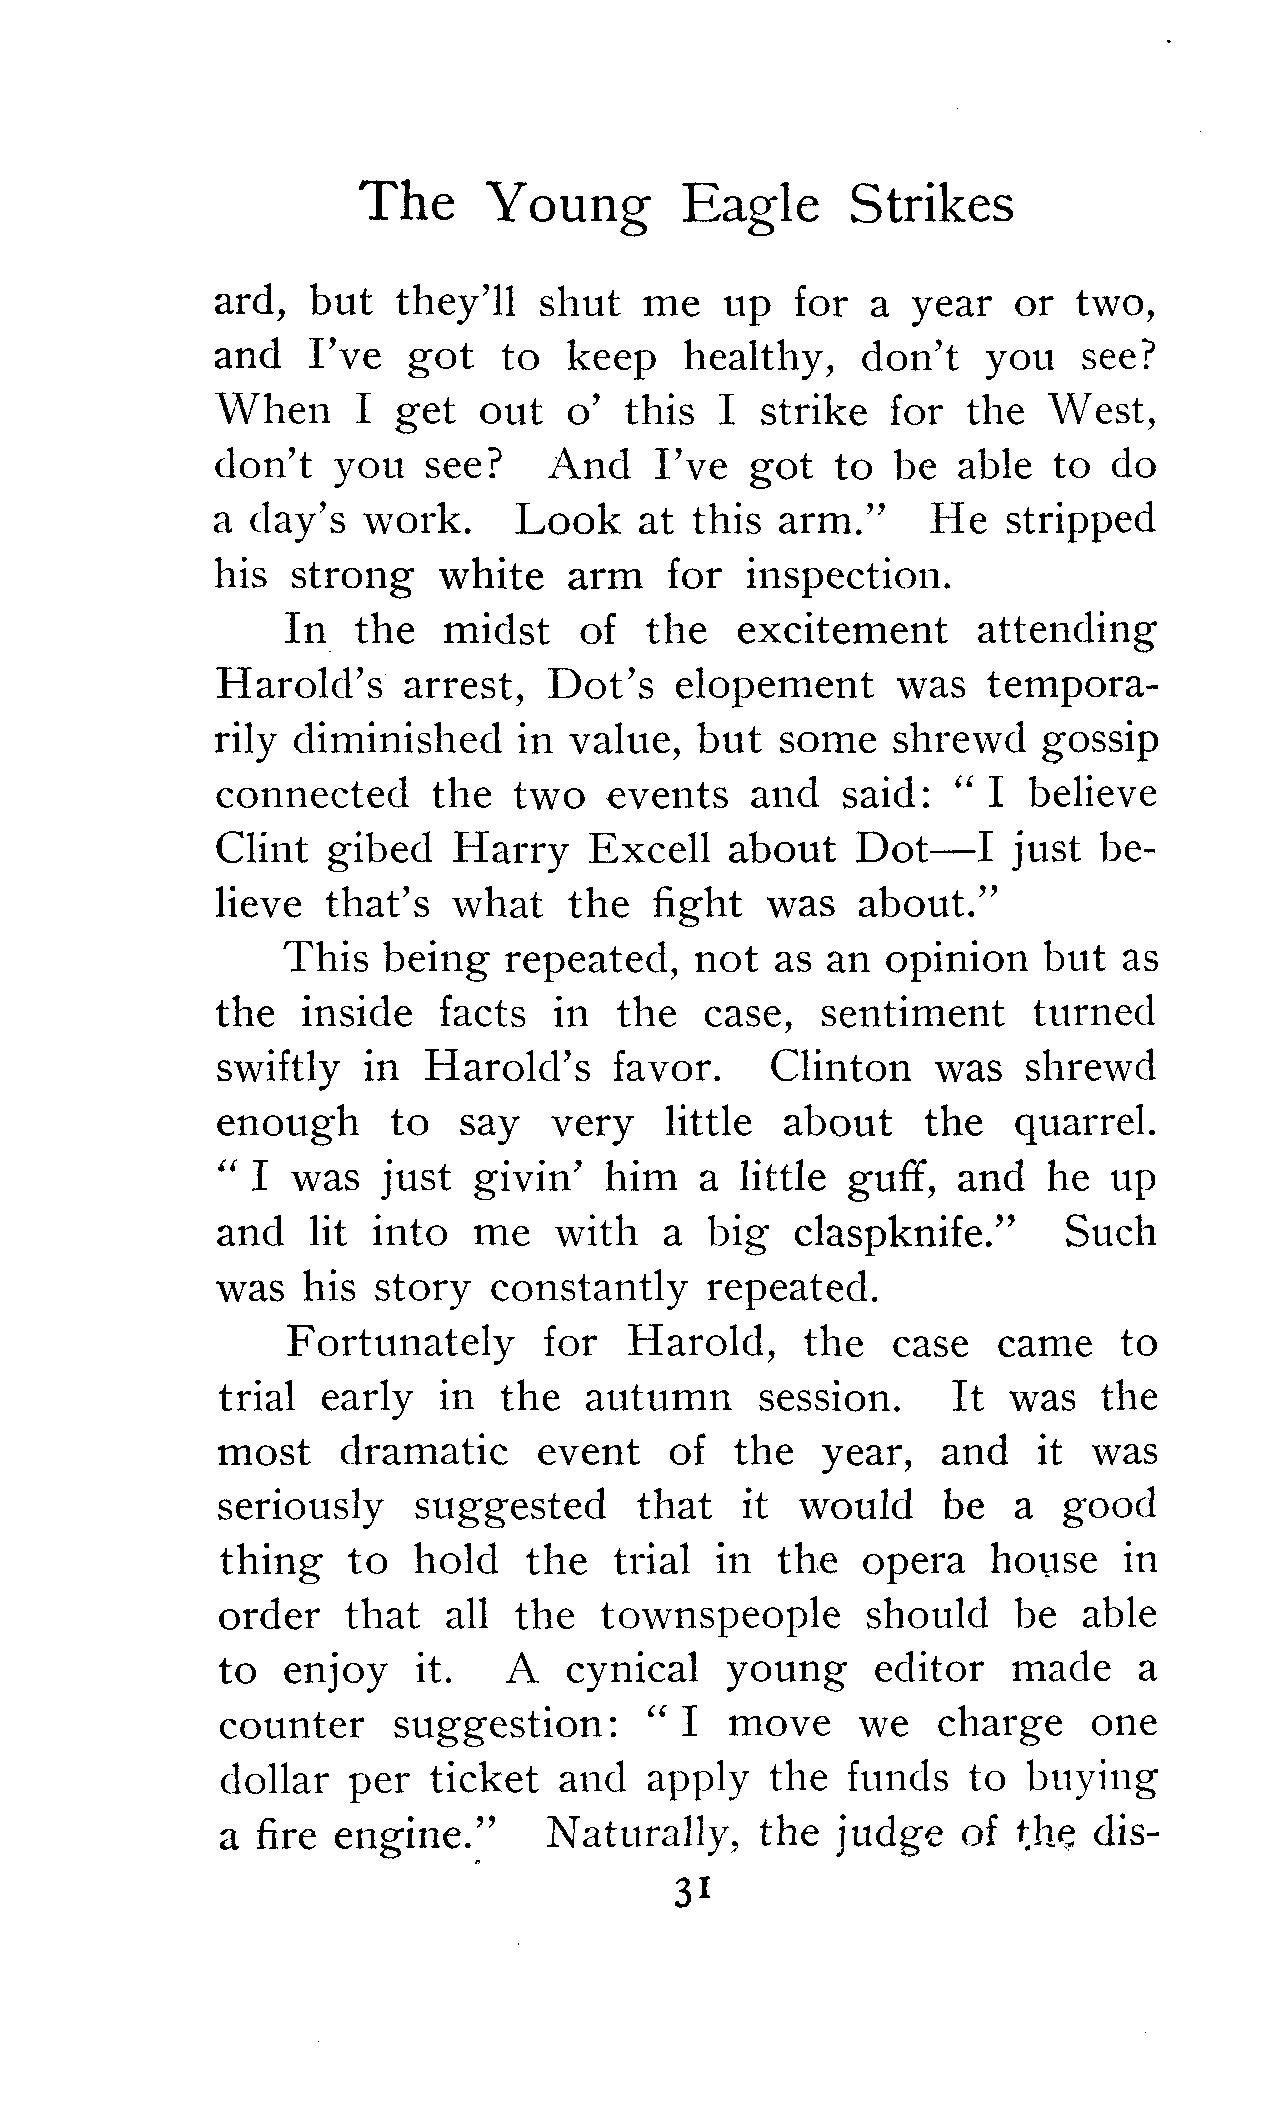 The Young Eagle Strikes
ard, but they'll shut me up for a year or two,
and I've got to keep healthy, don't you see?
When I get out o' this I strike for the West,
don't you see? And I've got to be able to do
a day's work. Look at this arm." He stripped
his strong white arm for inspection.
In the midst of the excitement attending
Harold's arrest, Dot's elopement was tempora-
rily diminished in value, but some shrewd gossip
connected the two events and said: " I believe
Clint gibed Harry Excell about Dot—I just be-
lieve that's what the fight was about."
This being repeated, not as an opinion but as
the inside facts in the case, sentiment turned
swiftly in Harold's favor. Clinton was shrewd
enough to say very little about the quarrel.
" I was just givin' him a little guff, and he up
and lit into me with a big claspknife." Such
was his story constantly repeated.
Fortunately for Harold, the case came to
trial early in the autumn session. It was the
most dramatic event of the year, and it was
seriously suggested that it would be a good
thing to hold the trial in the opera house in
order that all the townspeople should be able
to enjoy it. A cynical young editor made a
counter suggestion: " I move we charge one
dollar per ticket and apply the funds to buying
a fire engine." Naturally, the judge of the dis-
31